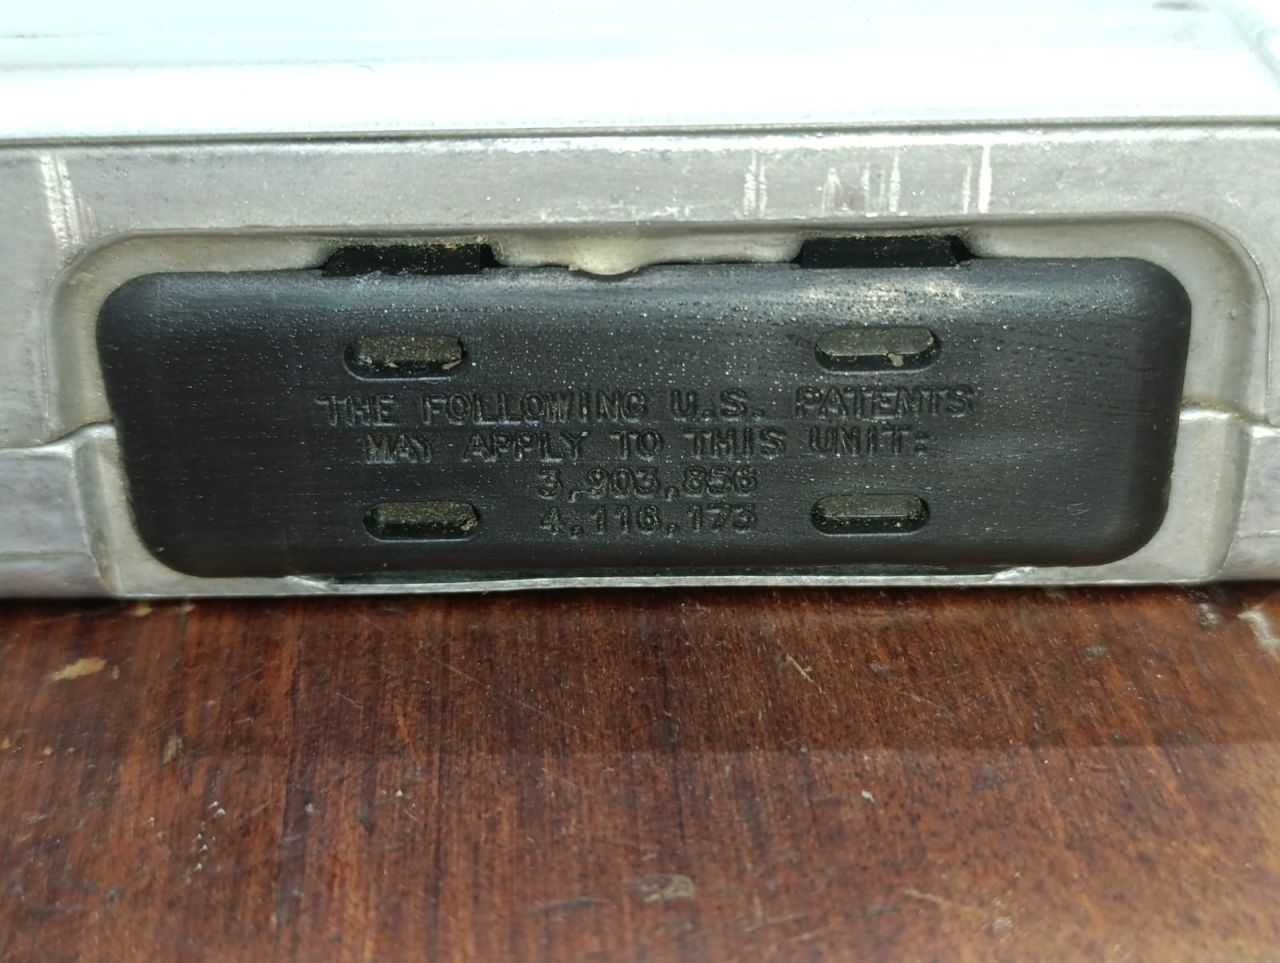 THE FOLLOWING U.S. PATENTS
MAY APPLY TO THIS UNIT:
3,903,856
4,116,173